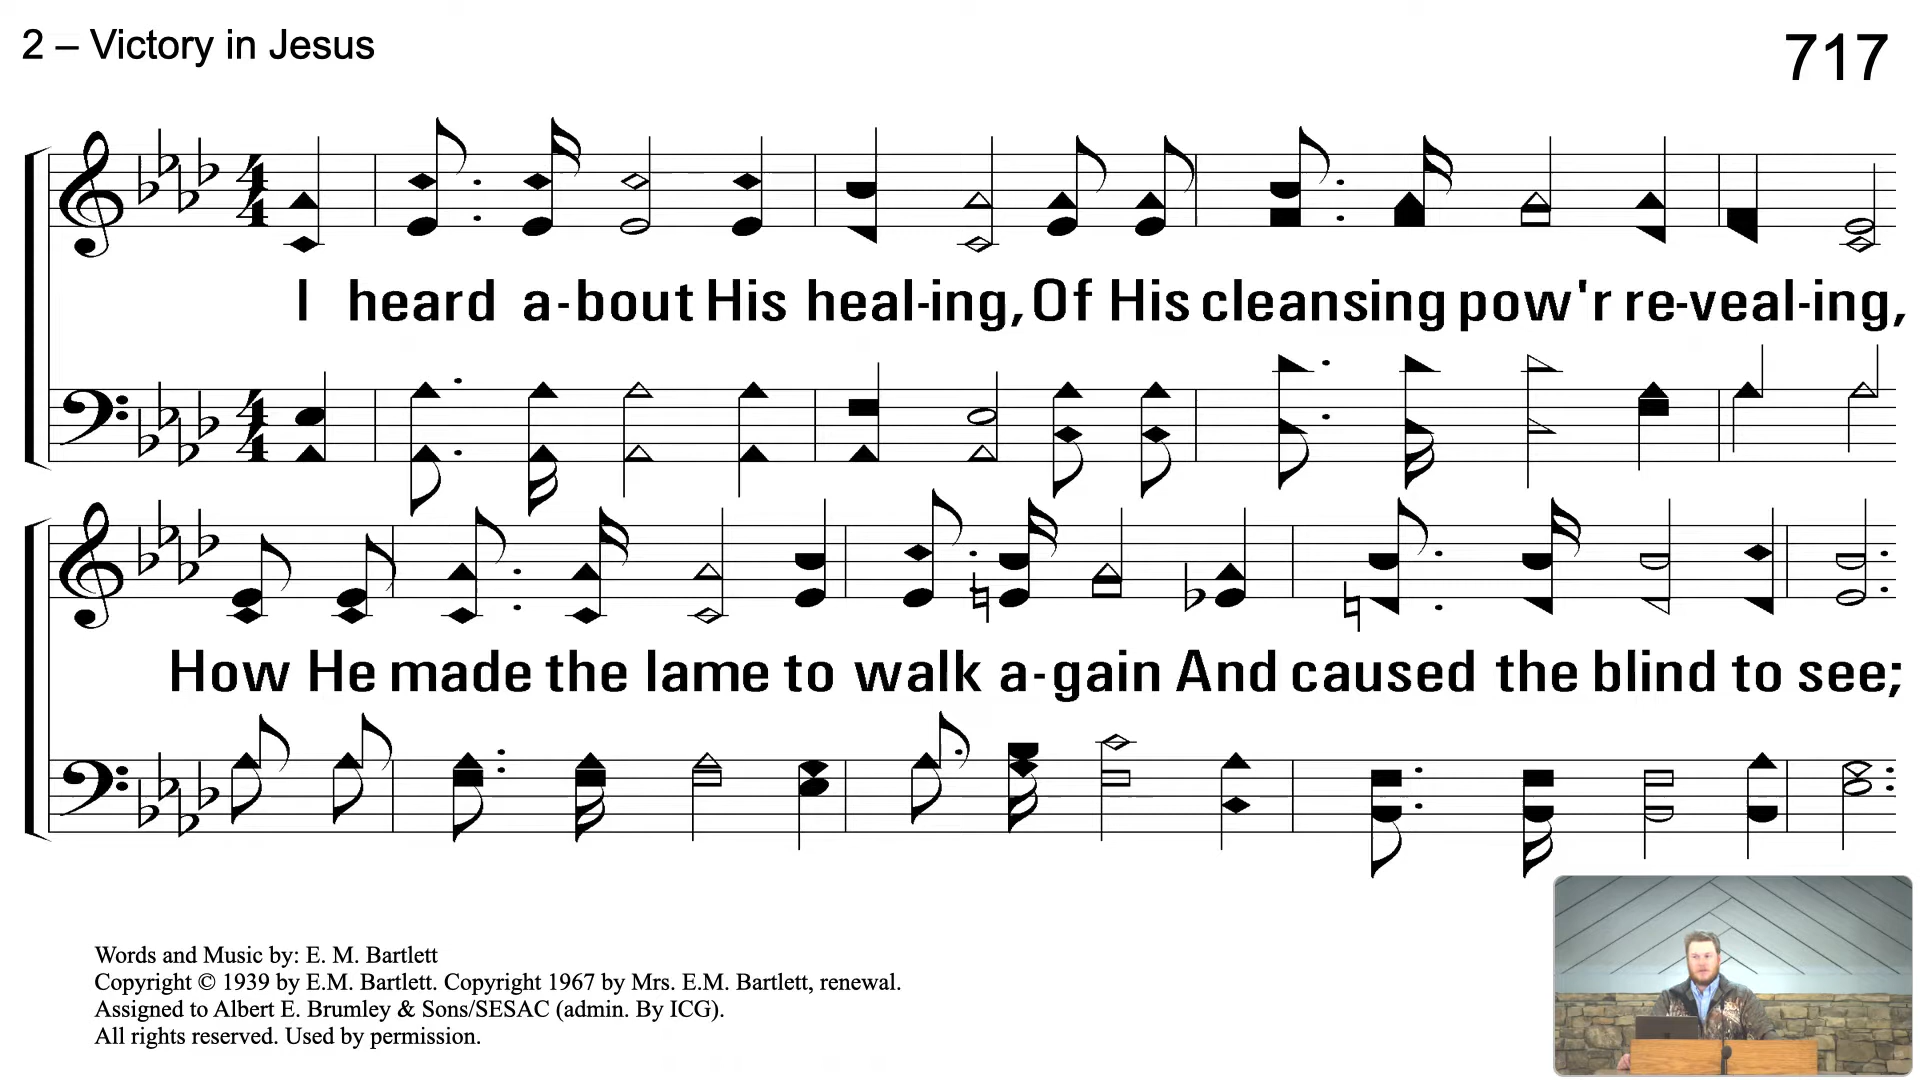 2 – Victory in Jesus
717
I heard a-bout His heal-ing, Of His cleansing pow'r re-veal-ing,
How He made the lame to walk a-gain And caused the blind to see;
Words and Music by: E. M. Bartlett
Copyright © 1939 by E.M. Bartlett. Copyright 1967 by Mrs. E.M. Bartlett, renewal.
Assigned to Albert E. Brumley & Sons/SESAC (admin. By ICG).
All rights reserved. Used by permission.